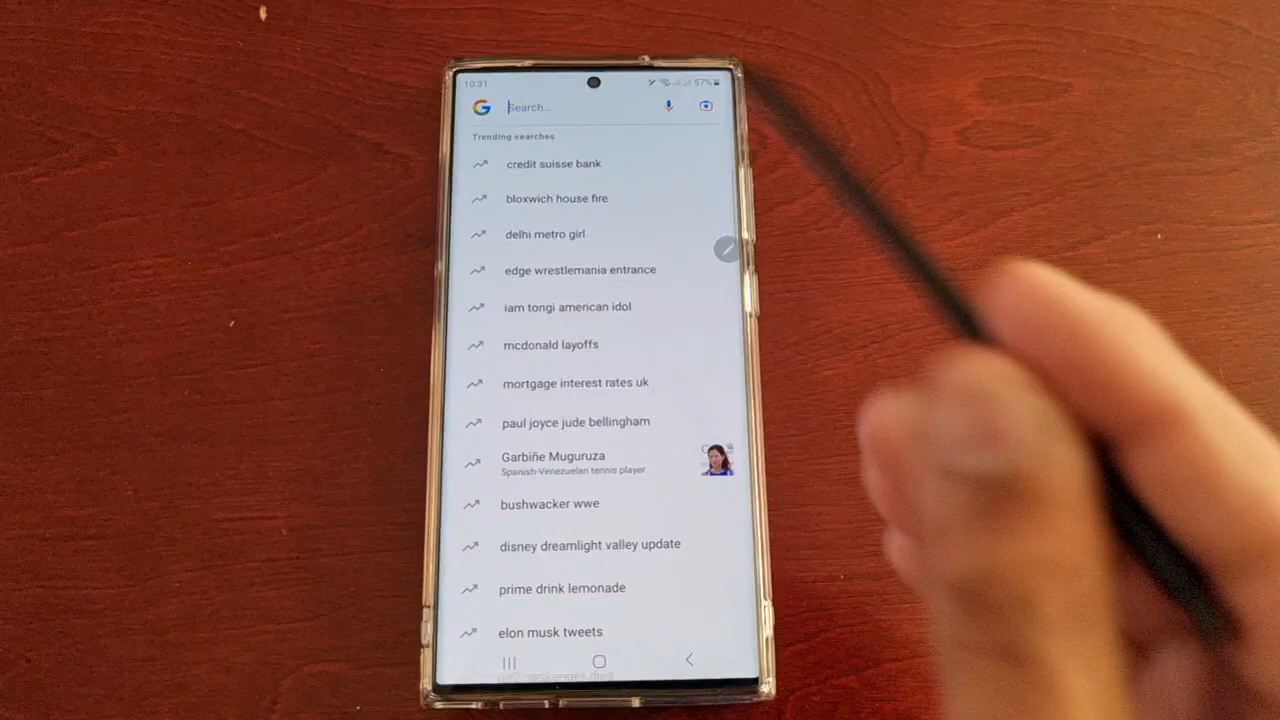 10:31
57%
Search...
Trending searches
credit suisse bank
bloxwich house fire
delhi metro girl
edge wrestlemania entrance
iam tongi american idol
mcdonald layoffs
mortgage interest rates uk
paul joyce jude bellingham
Garbiñe Muguruza
Spanish-Venezuelan tennis player
bushwacker wwe
disney dreamlight valley update
prime drink lemonade
elon musk tweets